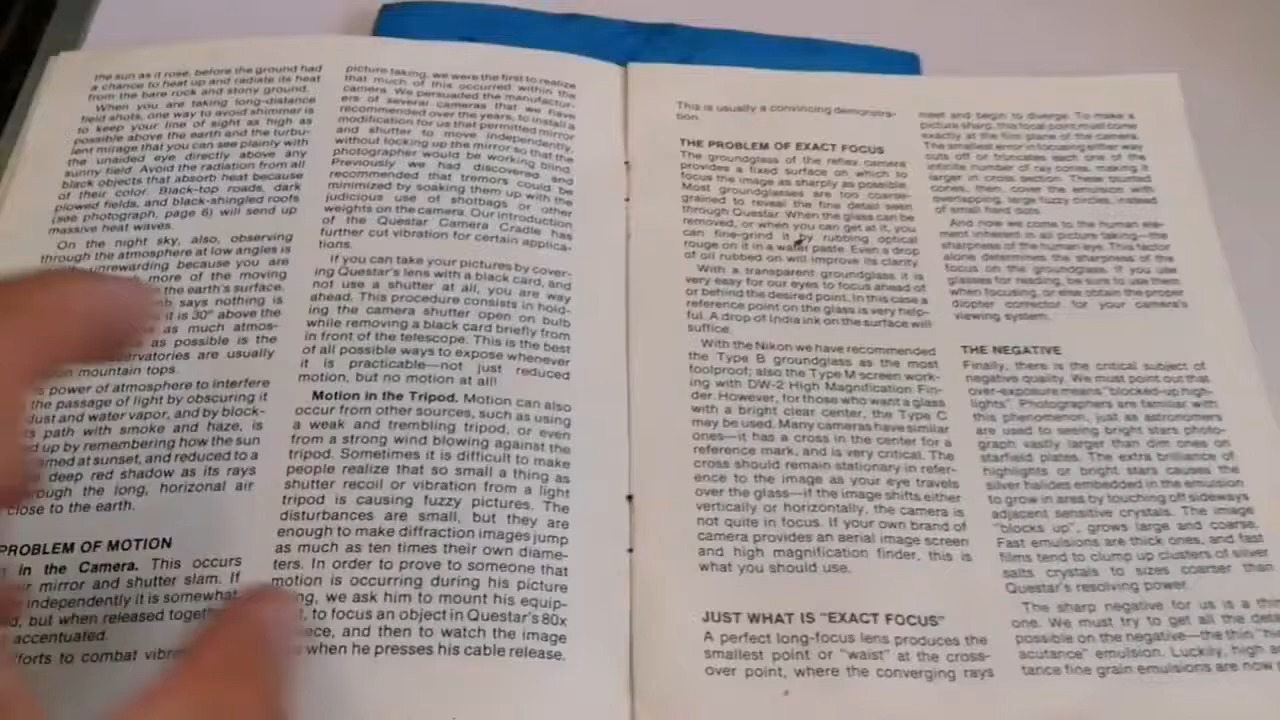 the sun as it rose, before the ground had
a chance to heat up and radiate its heat
from the bare rock and stony ground.
When you are taking long-distance
field shots, one way to avoid shimmer is
to keep your line of sight as high as
possible above the earth and the turbu-
lent mirage that you can see plainly with
the unaided eye directly above any
sunny field. Avoid the radiation from all
black objects that absorb heat because
of their color. Black-top roads, dark
plowed fields, and black-shingled roofs
(see photograph, page 6) will send up
massive heat waves.
On the night sky, also, observing
through the atmosphere at low angles is
unrewarding because you are
more of the moving
the earth's surface.
says nothing is
it is 30° above the
as much atmos-
as possible is the
observatories are usually
mountain tops.
power of atmosphere to interfere
the passage of light by obscuring it
dust and water vapor, and by block-
path with smoke and haze, is
d up by remembering how the sun
amed at sunset, and reduced to a
deep red shadow as its rays
rough the long, horizonal air
close to the earth.
PROBLEM OF MOTION
in the Camera. This occurs
mirror and shutter slam. If
independently it is somewhat
but when released toget
accentuated.
forts to combat vibr
picture taking, we were the first to realize
that much of this occurred within the
camera. We persuaded the manufactur-
ers of several cameras that we have
recommended over the years, to install a
modification for us that permitted mirror
and shutter to move independently,
without locking up the mirror so that the
photographer would be working blind.
Previously we had discovered and
recommended that tremors could be
minimized by soaking them up with the
judicious use of shotbags or other
weights on the camera. Our introduction
of the Questar Camera Cradle has
further cut vibration for certain applica-
tions.
If you can take your pictures by cover-
ing Questar's lens with a black card, and
not use a shutter at all, you are way
ahead. This procedure consists in hold-
ing the camera shutter open on bulb
while removing a black card briefly from
in front of the telescope. This is the best
of all possible ways to expose whenever
it is practicable—not just reduced
motion, but no motion at all!
Motion in the Tripod. Motion can also
occur from other sources, such as using
a weak and trembling tripod, or even
from a strong wind blowing against the
tripod. Sometimes it is difficult to make
people realize that so small a thing as
shutter recoil or vibration from a light
tripod is causing fuzzy pictures. The
disturbances are small, but they are
enough to make diffraction images jump
as much as ten times their own diame-
ters. In order to prove to someone that
motion is occurring during his picture
ng, we ask him to mount his equip-
to focus an object in Questar's 80x
ece, and then to watch the image
when he presses his cable release.
This is usually a convincing demonstra-
tion.
THE PROBLEM OF EXACT FOCUS
The groundglass of the reflex camera
provides a fixed surface on which to
focus the image as sharply as possible.
Most groundglasses are too coarse-
grained to reveal the fine detail seen
through Questar. When the glass can be
removed, or when you can get at it, you
can fine-grind it by rubbing optical
rouge on it in a water paste. Even a drop
of oil rubbed on will improve its clarity.
With a transparent groundglass it is
very easy for our eyes to focus ahead of
or behind the desired point. In this case a
reference point on the glass is very help-
ful. A drop of India ink on the surface will
suffice.
With the Nikon we have recommended
the Type B groundglass as the most
foolproof; also the Type M screen work-
ing with DW-2 High Magnification Fin-
der. However, for those who want a glass
with a bright clear center, the Type C
may be used. Many cameras have similar
ones—it has a cross in the center for a
reference mark, and is very critical. The
cross should remain stationary in refer-
ence to the image as your eye travels
over the glass—if the image shifts either
vertically or horizontally, the camera is
not quite in focus. If your own brand of
camera provides an aerial image screen
and high magnification finder, this is
what you should use.
JUST WHAT IS "EXACT FOCUS"
A perfect long-focus lens produces the
smallest point or "waist" at the cross-
over point, where the converging rays
meet and begin to diverge. To make a
picture sharp, this focal point must come
exactly at the film plane of the camera.
The smallest error in focusing either way
cuts off or truncates each one of the
infinite number of ray cones, making it
larger in cross section. These
cones, then, cover the emulsion with
overlapping, large fuzzy circles, instead
of small hard dots.
And now we come to the human ele-
ment inherent in all picture taking—the
sharpness of the human eye. This factor
alone determines the sharpness of the
focus on the groundglass. If you use
glasses for reading, be sure to use them
when focusing, or else obtain the proper
diopter corrector for your camera's
viewing system.
THE NEGATIVE
Finally, there is the critical subject of
negative quality. We must point out that
over-exposure means "blocked-up high-
lights". Photographers are familiar with
this phenomenon, just as astronomers
are used to seeing bright stars photo-
graph vastly larger than dim ones on
starfield plates. The extra brilliance of
highlights or bright stars causes the
silver halides embedded in the emulsion
to grow in area by touching off sideways
adjacent sensitive crystals. The image
"blocks up", grows large and coarse.
Fast emulsions are thick ones, and fast
films tend to clump up clusters of silver
salts crystals to sizes coarser than
Questar's resolving power.
The sharp negative for us is a thi
one. We must try to get all the deta
possible on the negative—the thin "hi
acutance" emulsion. Luckily, high a
tance fine grain emulsions are now